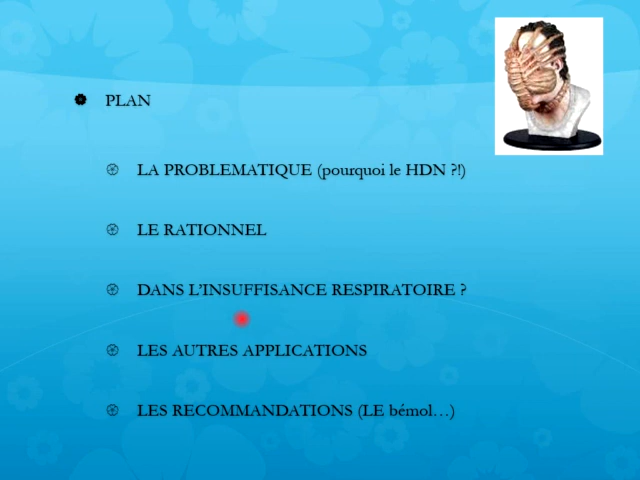 PLAN
LA PROBLEMATIQUE (pourquoi le HDN ?!)
LE RATIONNEL
DANS L’INSUFFISANCE RESPIRATOIRE ?
LES AUTRES APPLICATIONS
LES RECOMMANDATIONS (LE bémol…)